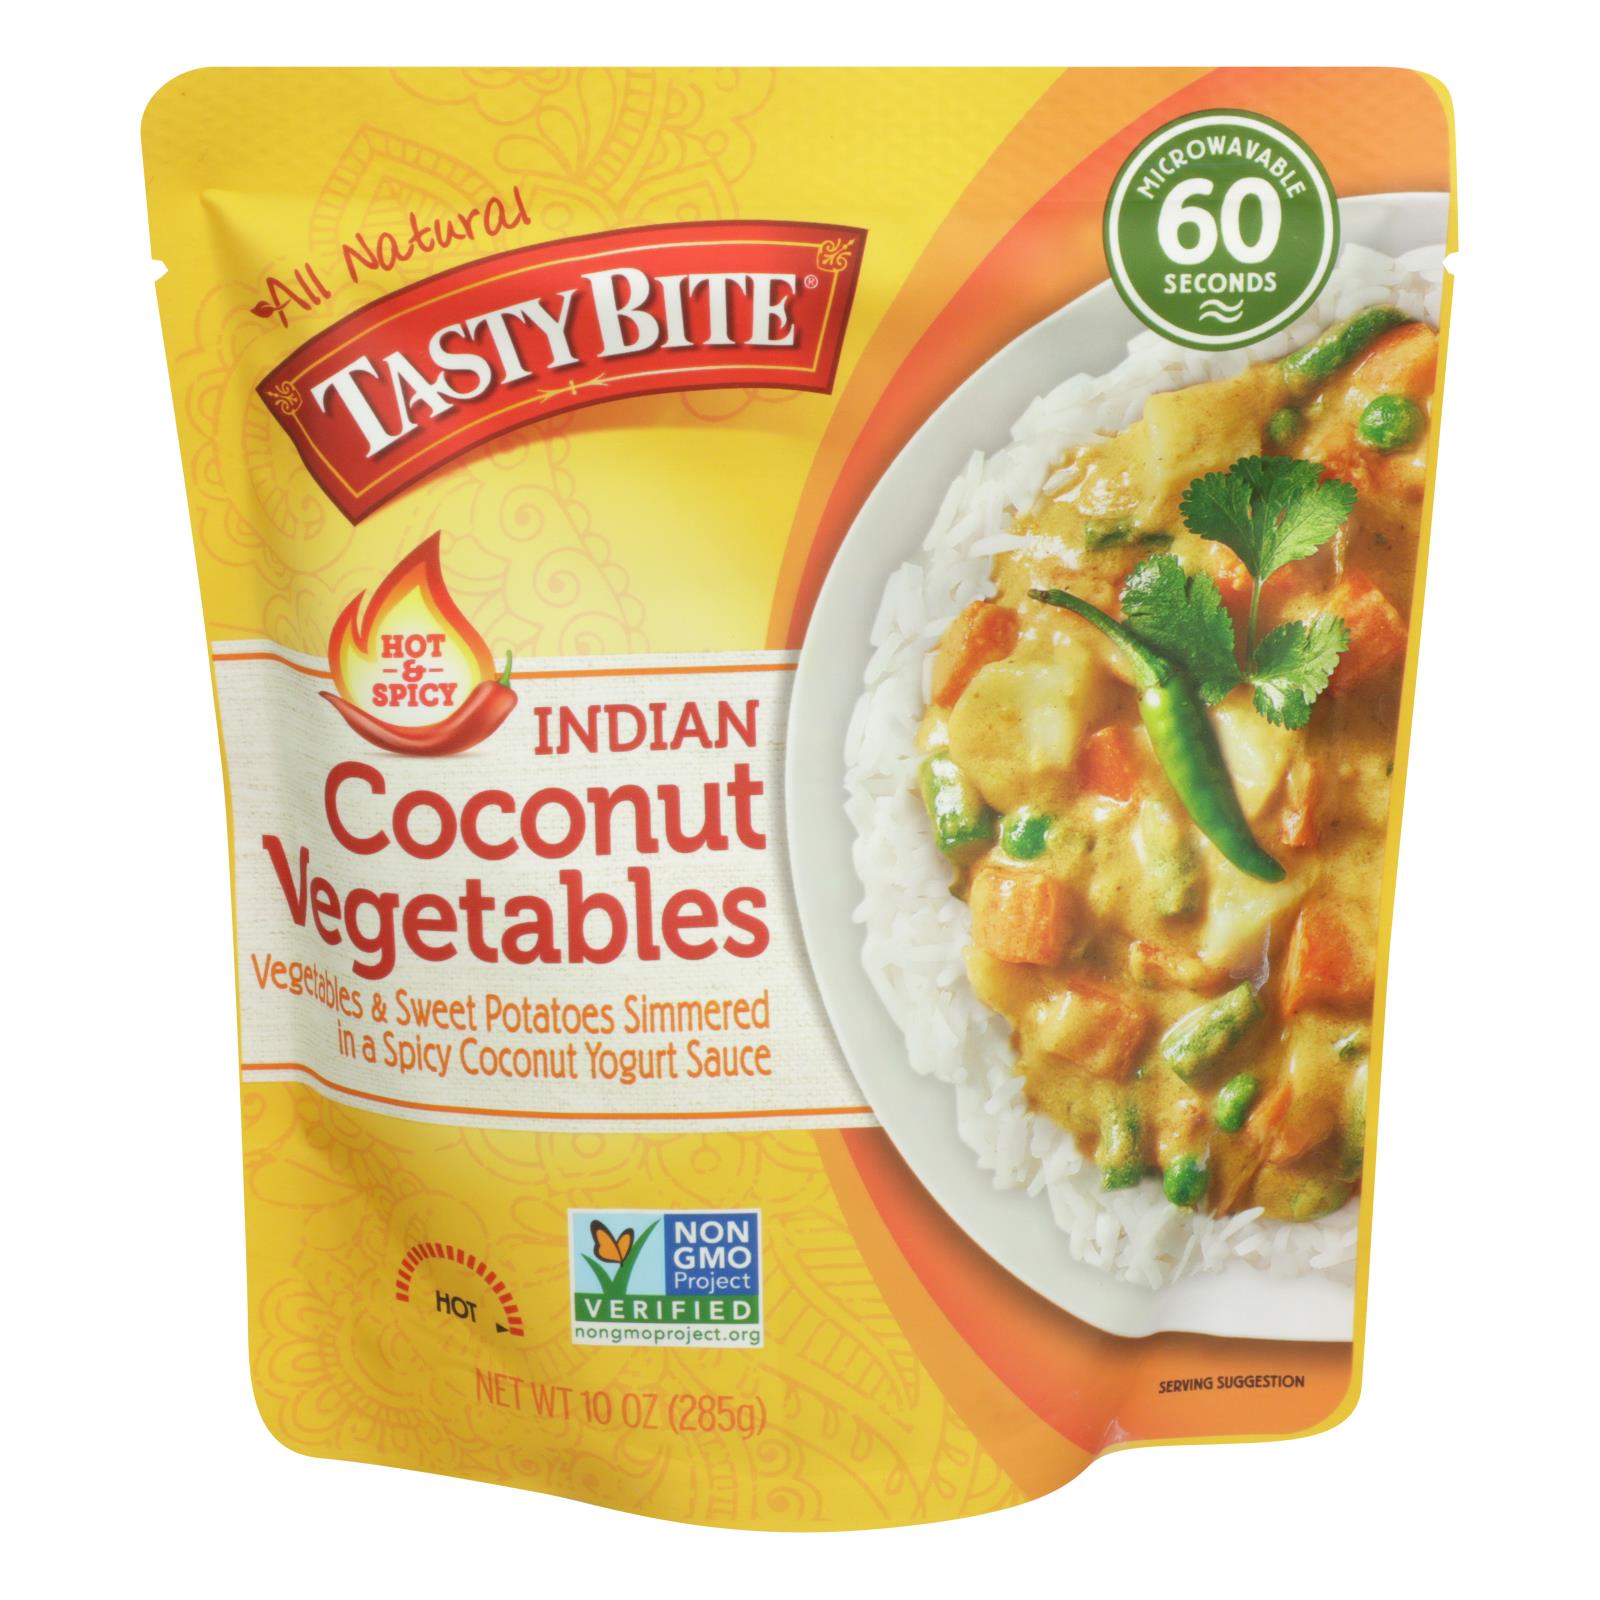 All Natural
TASTY BITE®
MICROWAVABLE
60
SECONDS
HOT
-&-
SPICY
INDIAN
Coconut
Vegetables
Vegetables & Sweet Potatoes Simmered
in a Spicy Coconut Yogurt Sauce
HOT
NON
GMO
Project
VERIFIED
nongmoproject.org
NET WT 10 OZ (285g)
SERVING SUGGESTION